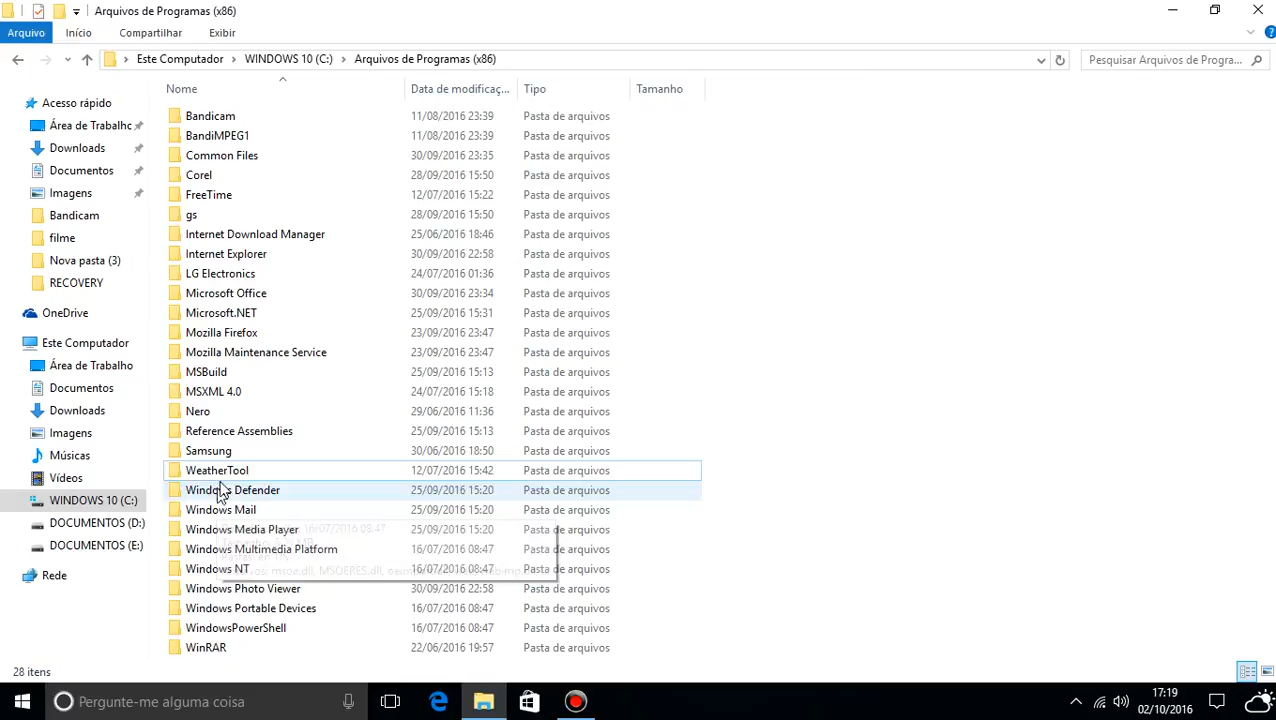 Arquivos de Programas (x86)
Arquivo Início Compartilhar Exibir
Este Computador WINDOWS 10 (C:) Arquivos de Programas (x86) Pesquisar Arquivos de Progra...
Nome Data de modificaç... Tipo Tamanho
Acesso rápido
Área de Trabalho
Downloads
Documentos
Imagens
Bandicam
filme
Nova pasta (3)
RECOVERY
OneDrive
Este Computador
Área de Trabalho
Documentos
Downloads
Imagens
Músicas
Vídeos
WINDOWS 10 (C:)
DOCUMENTOS (D:)
DOCUMENTOS (E:)
Rede
Bandicam 11/08/2016 23:39 Pasta de arquivos
BandiMPEG1 11/08/2016 23:39 Pasta de arquivos
Common Files 30/09/2016 23:35 Pasta de arquivos
Corel 28/09/2016 15:50 Pasta de arquivos
FreeTime 12/07/2016 15:22 Pasta de arquivos
gs 28/09/2016 15:50 Pasta de arquivos
Internet Download Manager 25/06/2016 18:46 Pasta de arquivos
Internet Explorer 30/09/2016 22:58 Pasta de arquivos
LG Electronics 24/07/2016 01:36 Pasta de arquivos
Microsoft Office 30/09/2016 23:34 Pasta de arquivos
Microsoft.NET 25/09/2016 15:31 Pasta de arquivos
Mozilla Firefox 23/09/2016 23:47 Pasta de arquivos
Mozilla Maintenance Service 23/09/2016 23:47 Pasta de arquivos
MSBuild 25/09/2016 15:13 Pasta de arquivos
MSXML 4.0 24/07/2016 15:18 Pasta de arquivos
Nero 29/06/2016 11:36 Pasta de arquivos
Reference Assemblies 25/09/2016 15:13 Pasta de arquivos
Samsung 30/06/2016 18:50 Pasta de arquivos
WeatherTool 12/07/2016 15:42 Pasta de arquivos
Windows Defender 25/09/2016 15:20 Pasta de arquivos
Windows Mail 25/09/2016 15:20 Pasta de arquivos
Windows Media Player 25/09/2016 15:20 Pasta de arquivos
Windows Multimedia Platform 16/07/2016 08:47 Pasta de arquivos
Windows NT 16/07/2016 08:47 Pasta de arquivos
Windows Photo Viewer 30/09/2016 22:58 Pasta de arquivos
Windows Portable Devices 16/07/2016 08:47 Pasta de arquivos
WindowsPowerShell 16/07/2016 08:47 Pasta de arquivos
WinRAR 22/06/2016 19:57 Pasta de arquivos
28 itens
Pergunte-me alguma coisa
17:19
02/10/2016